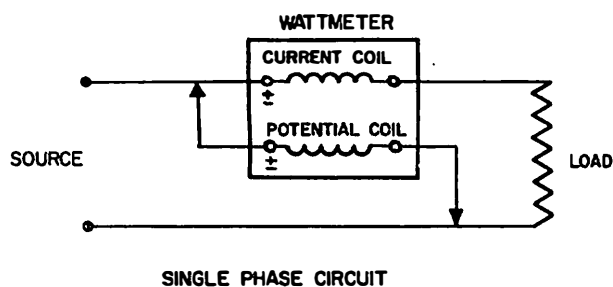 WATTMETER
CURRENT COIL
±
POTENTIAL COIL
±
SOURCE
LOAD
SINGLE PHASE CIRCUIT